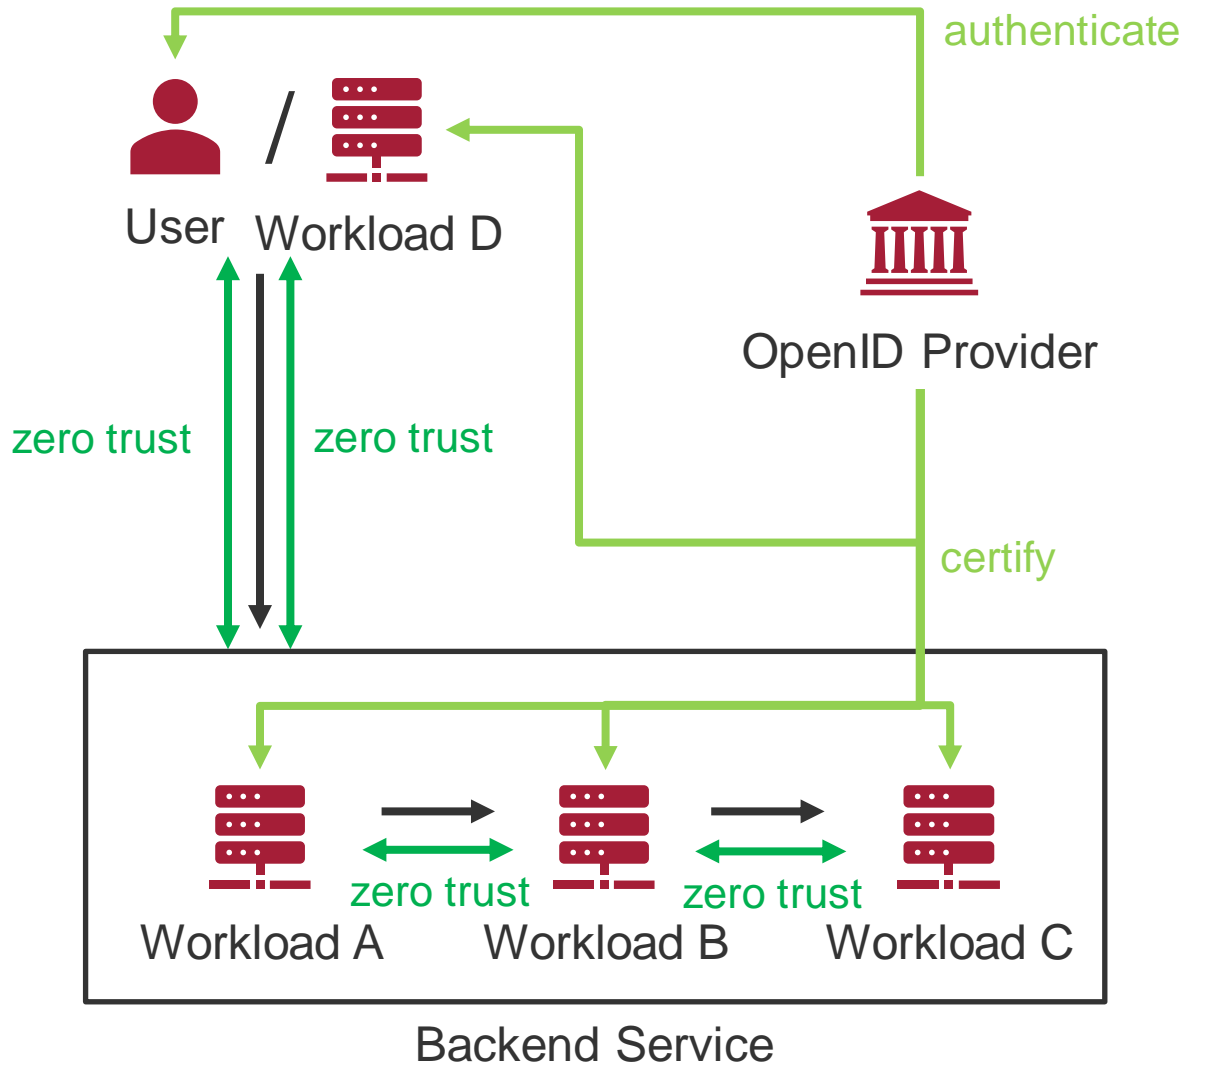 authenticate
User
Workload D
OpenID Provider
zero trust
zero trust
certify
zero trust
zero trust
Workload A
Workload B
Workload C
Backend Service